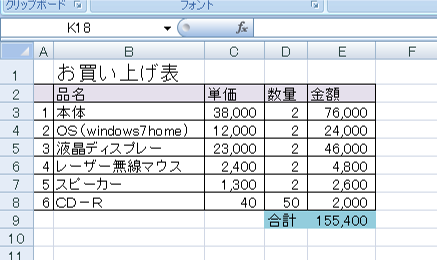 クリップボード フォント
K18 fx
A B C D E F
1 お買い上げ表
2 品名 単価 数量 金額
3 1 本体 38,000 2 76,000
4 2 OS(windows7home) 12,000 2 24,000
5 3 液晶ディスプレー 23,000 2 46,000
6 4 レーザー無線マウス 2,400 2 4,800
7 5 スピーカー 1,300 2 2,600
8 6 CD-R 40 50 2,000
9 合計 155,400
10
11